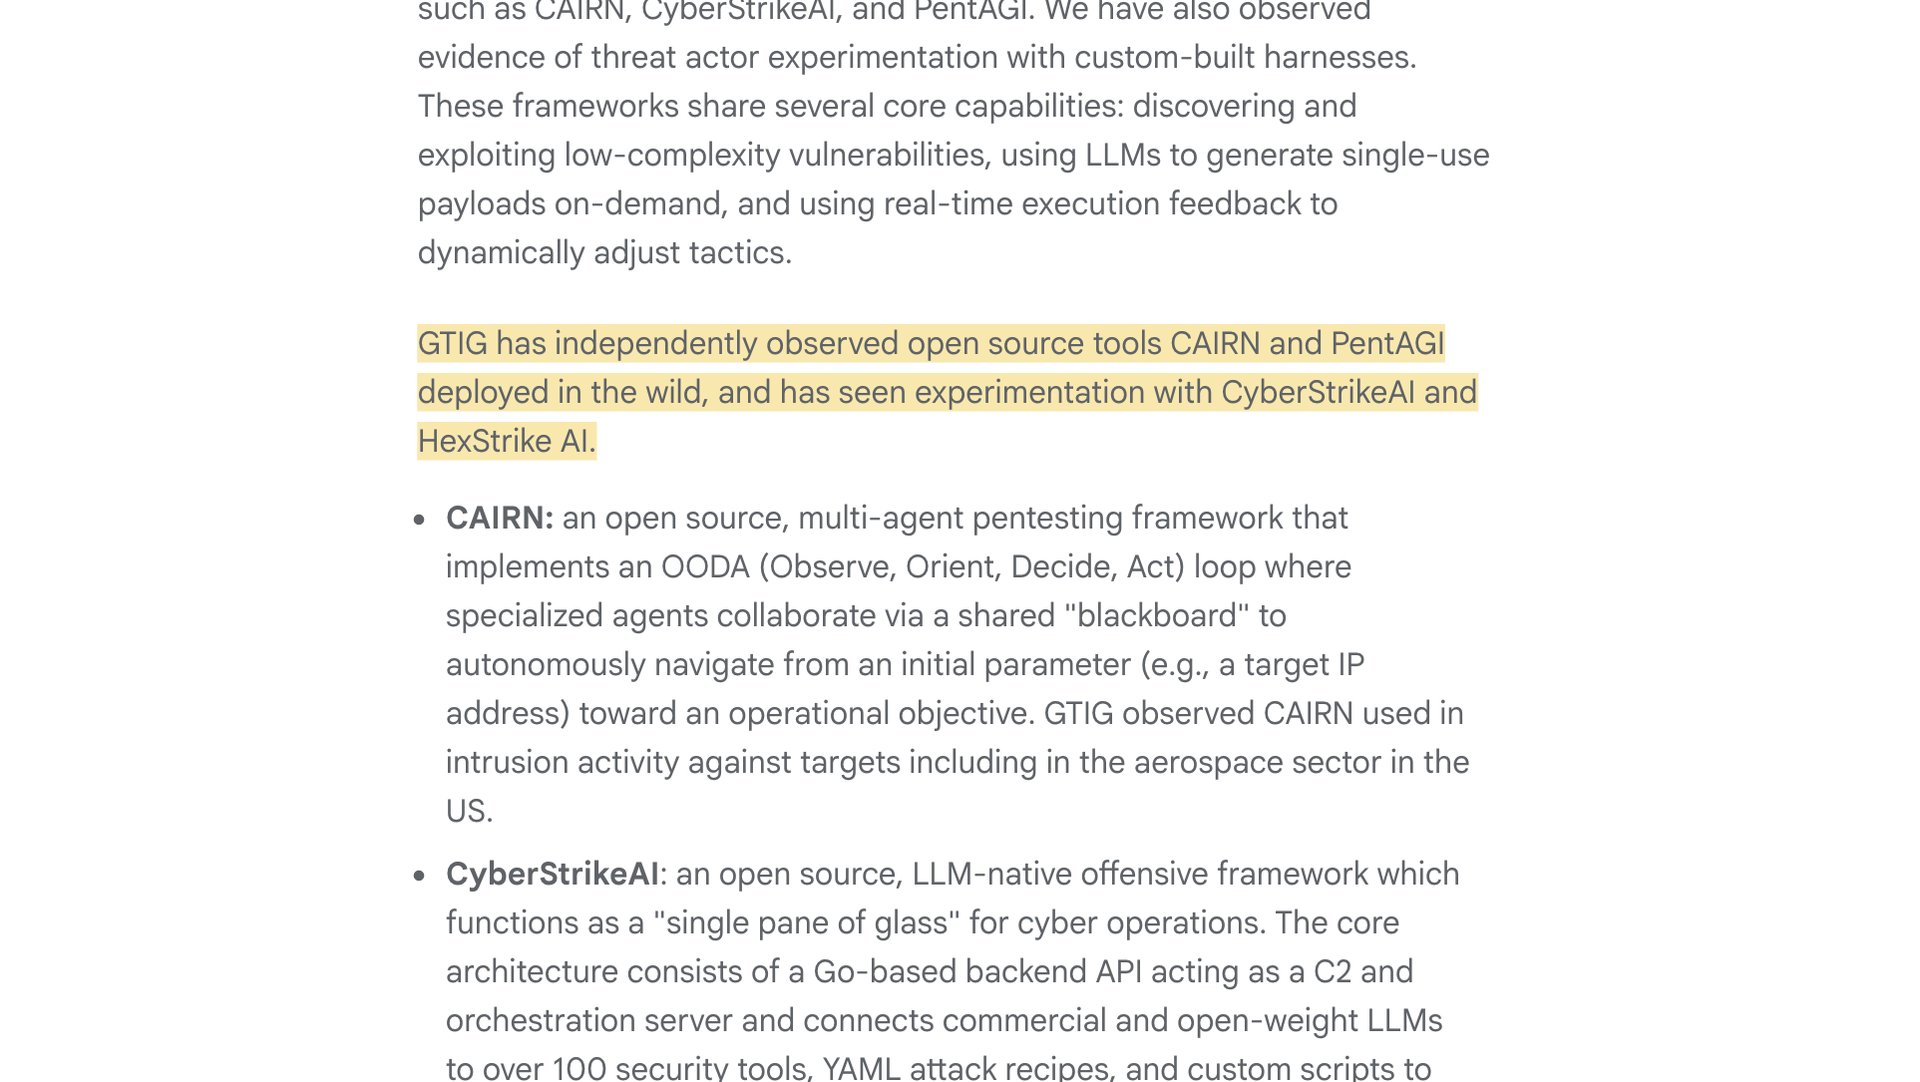 such as CAIRN, CyberStrikeAI, and PentAGI. We have also observed
evidence of threat actor experimentation with custom-built harnesses.
These frameworks share several core capabilities: discovering and
exploiting low-complexity vulnerabilities, using LLMs to generate single-use
payloads on-demand, and using real-time execution feedback to
dynamically adjust tactics.
GTIG has independently observed open source tools CAIRN and PentAGI
deployed in the wild, and has seen experimentation with CyberStrikeAI and
HexStrike AI.
• CAIRN: an open source, multi-agent pentesting framework that
implements an OODA (Observe, Orient, Decide, Act) loop where
specialized agents collaborate via a shared "blackboard" to
autonomously navigate from an initial parameter (e.g., a target IP
address) toward an operational objective. GTIG observed CAIRN used in
intrusion activity against targets including in the aerospace sector in the
US.
• CyberStrikeAI: an open source, LLM-native offensive framework which
functions as a "single pane of glass" for cyber operations. The core
architecture consists of a Go-based backend API acting as a C2 and
orchestration server and connects commercial and open-weight LLMs
to over 100 security tools, YAML attack recipes, and custom scripts to